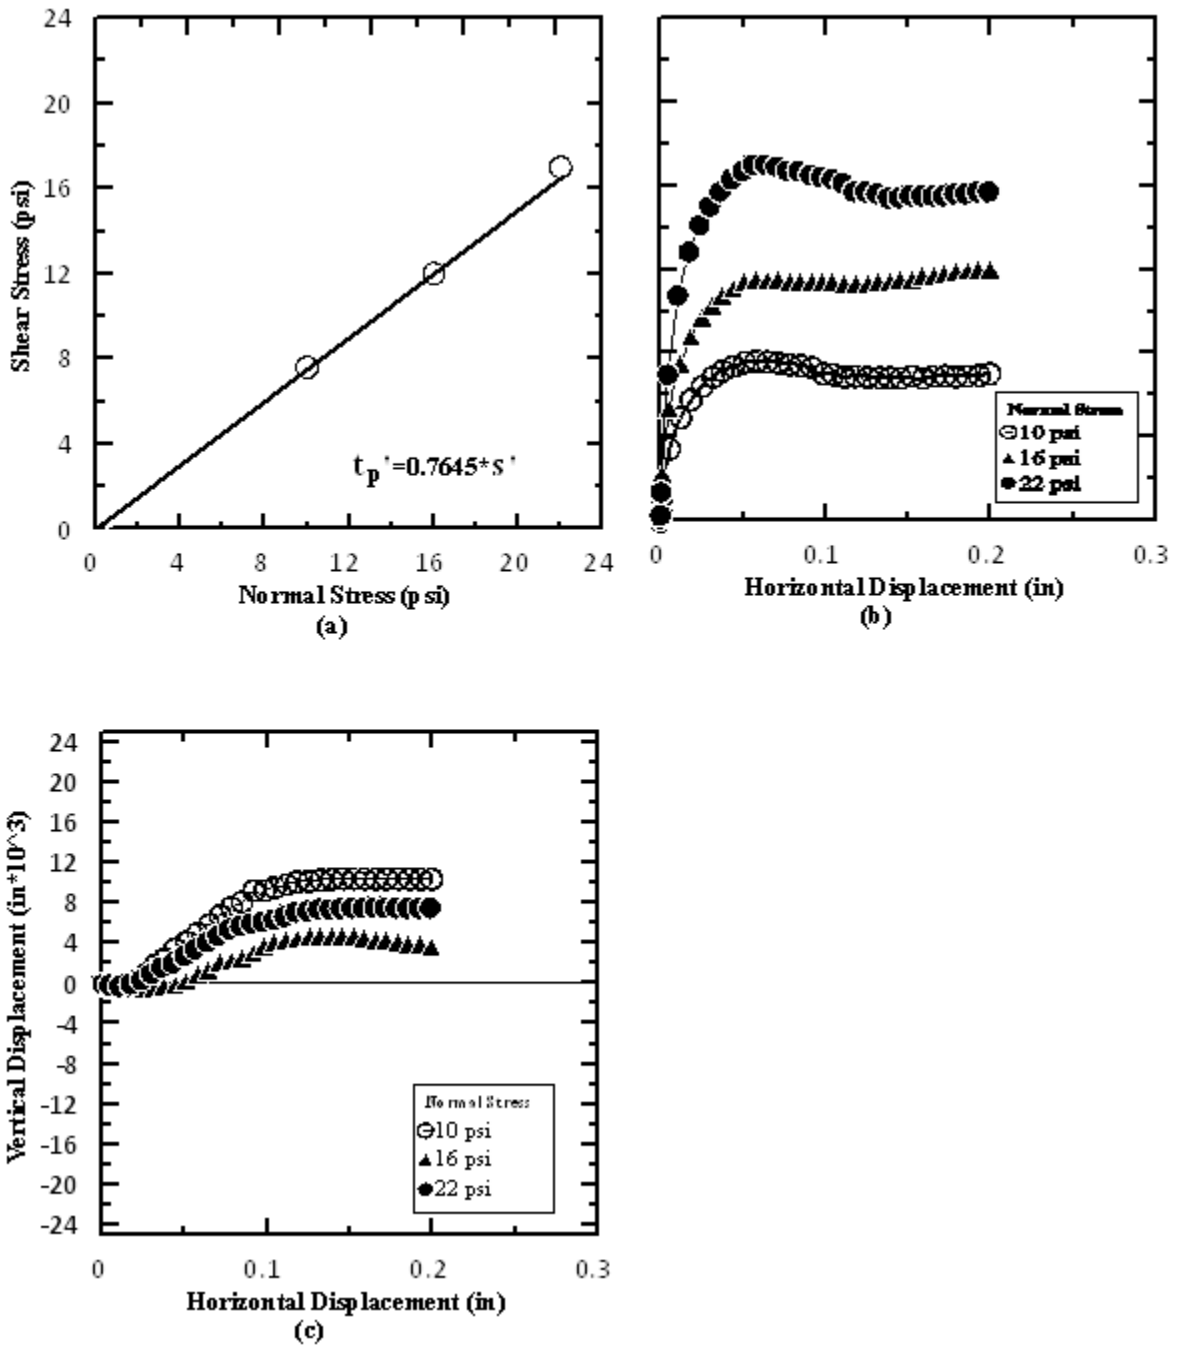 24
20
16
12
8
4
0
Shear Stress (psi)
t_p'=0.7645*s'
0 4 8 12 16 20 24
Normal Stress (psi)
(a)
Normal Stress
10 psi
16 psi
22 psi
0 0.1 0.2 0.3
Horizontal Displacement (in)
(b)
24
20
16
12
8
4
0
-4
-8
-12
-16
-20
-24
Vertical Displacement (in*10^3)
Normal Stress
10 psi
16 psi
22 psi
0 0.1 0.2 0.3
Horizontal Displacement (in)
(c)